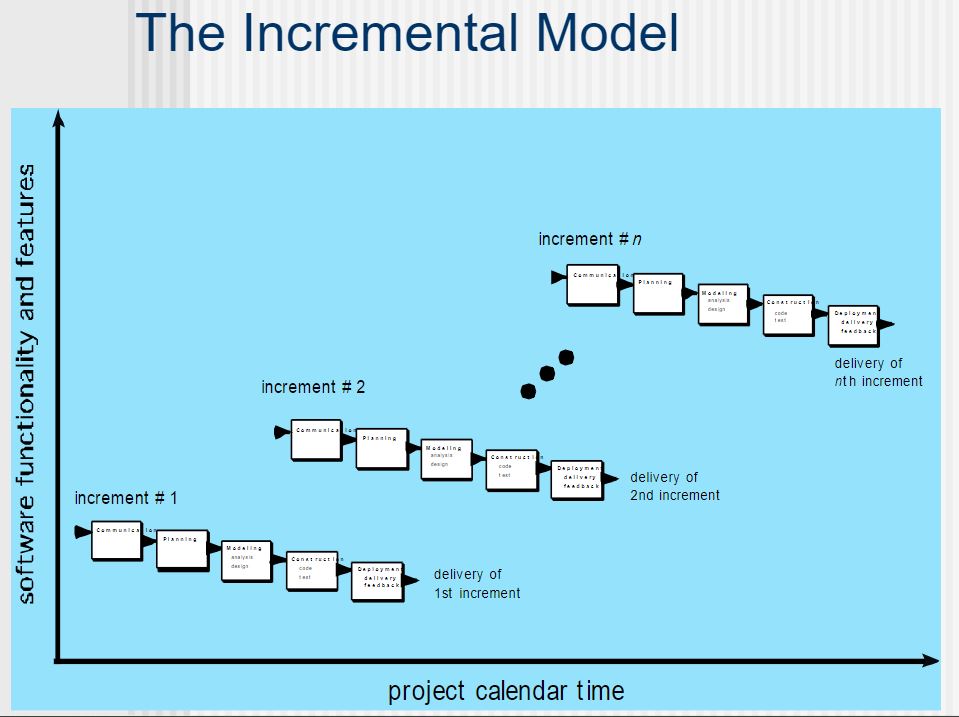 The Incremental Model
software functionality and features
increment # n
Communication
Planning
Modeling
analysis
design
Construction
code
test
Deployment
delivery
feedback
delivery of
nth increment
increment # 2
Communication
Planning
Modeling
analysis
design
Construction
code
test
Deployment
delivery
feedback
delivery of
2nd increment
increment # 1
Communication
Planning
Modeling
analysis
design
Construction
code
test
Deployment
delivery
feedback
delivery of
1st increment
project calendar time